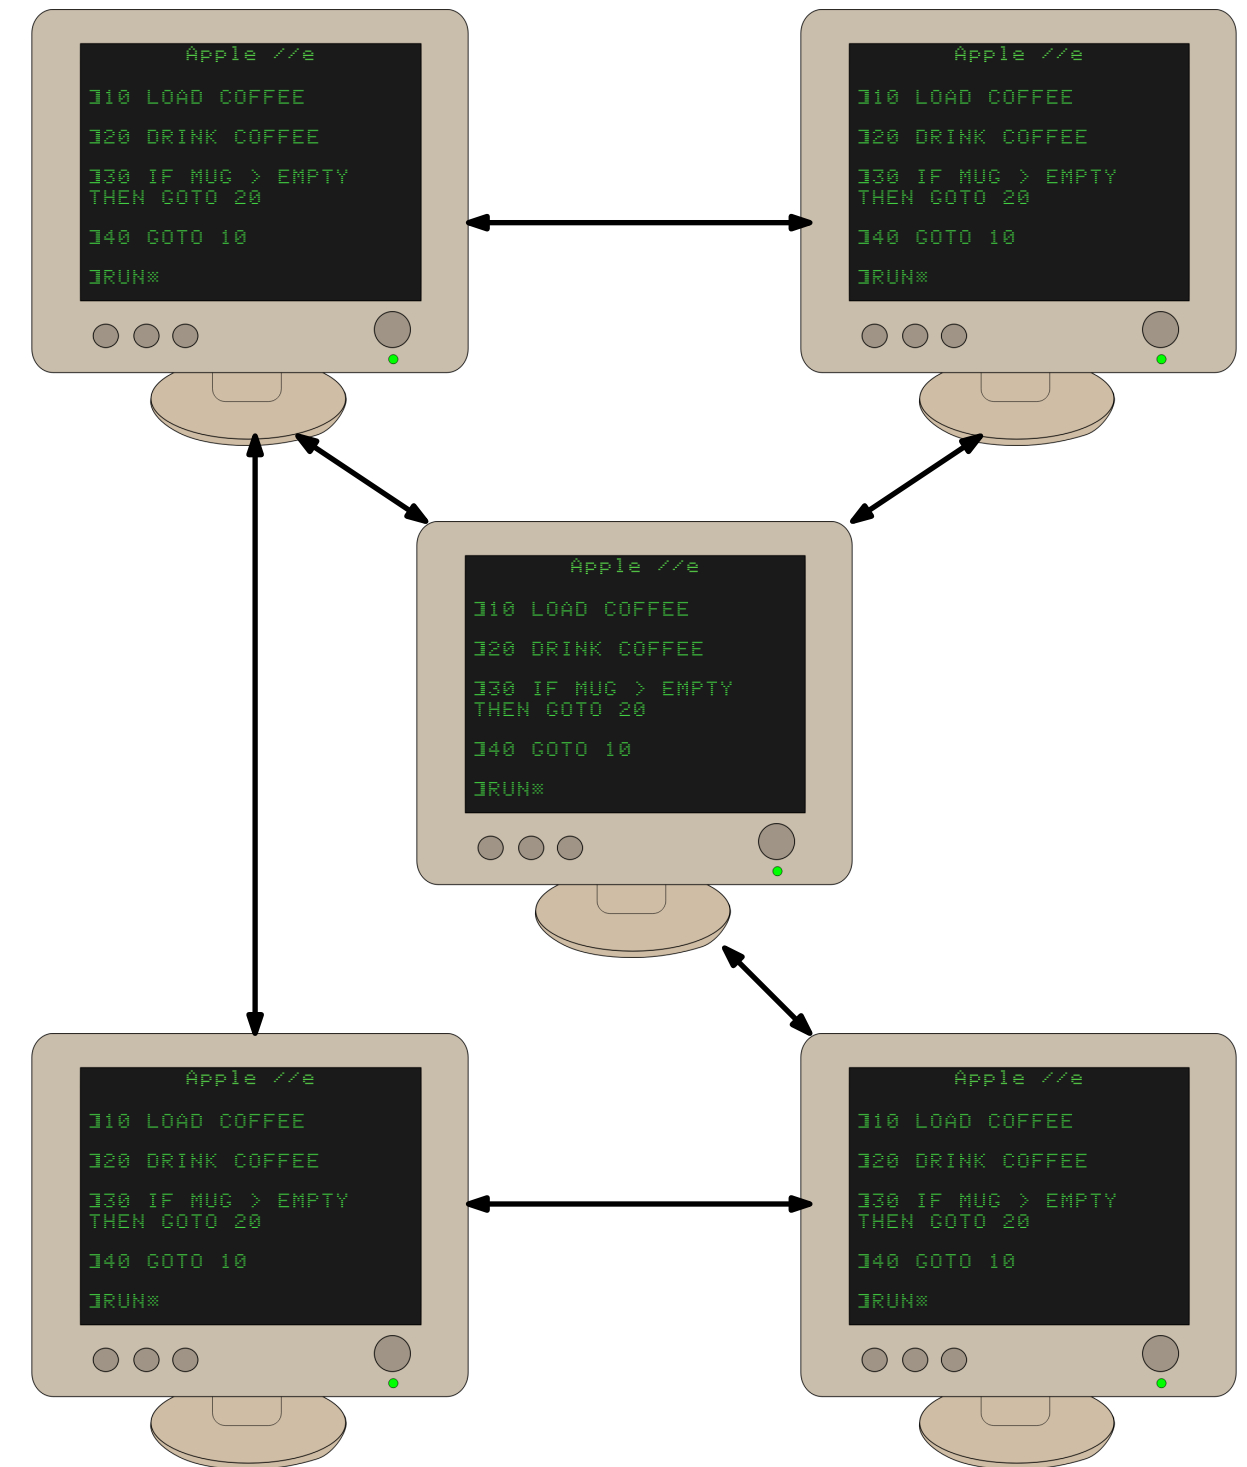 Apple //e
]10 LOAD COFFEE
]20 DRINK COFFEE
]30 IF MUG > EMPTY
THEN GOTO 20
]40 GOTO 10
]RUN※
Apple //e
]10 LOAD COFFEE
]20 DRINK COFFEE
]30 IF MUG > EMPTY
THEN GOTO 20
]40 GOTO 10
]RUN※
Apple //e
]10 LOAD COFFEE
]20 DRINK COFFEE
]30 IF MUG > EMPTY
THEN GOTO 20
]40 GOTO 10
]RUN※
Apple //e
]10 LOAD COFFEE
]20 DRINK COFFEE
]30 IF MUG > EMPTY
THEN GOTO 20
]40 GOTO 10
]RUN※
Apple //e
]10 LOAD COFFEE
]20 DRINK COFFEE
]30 IF MUG > EMPTY
THEN GOTO 20
]40 GOTO 10
]RUN※